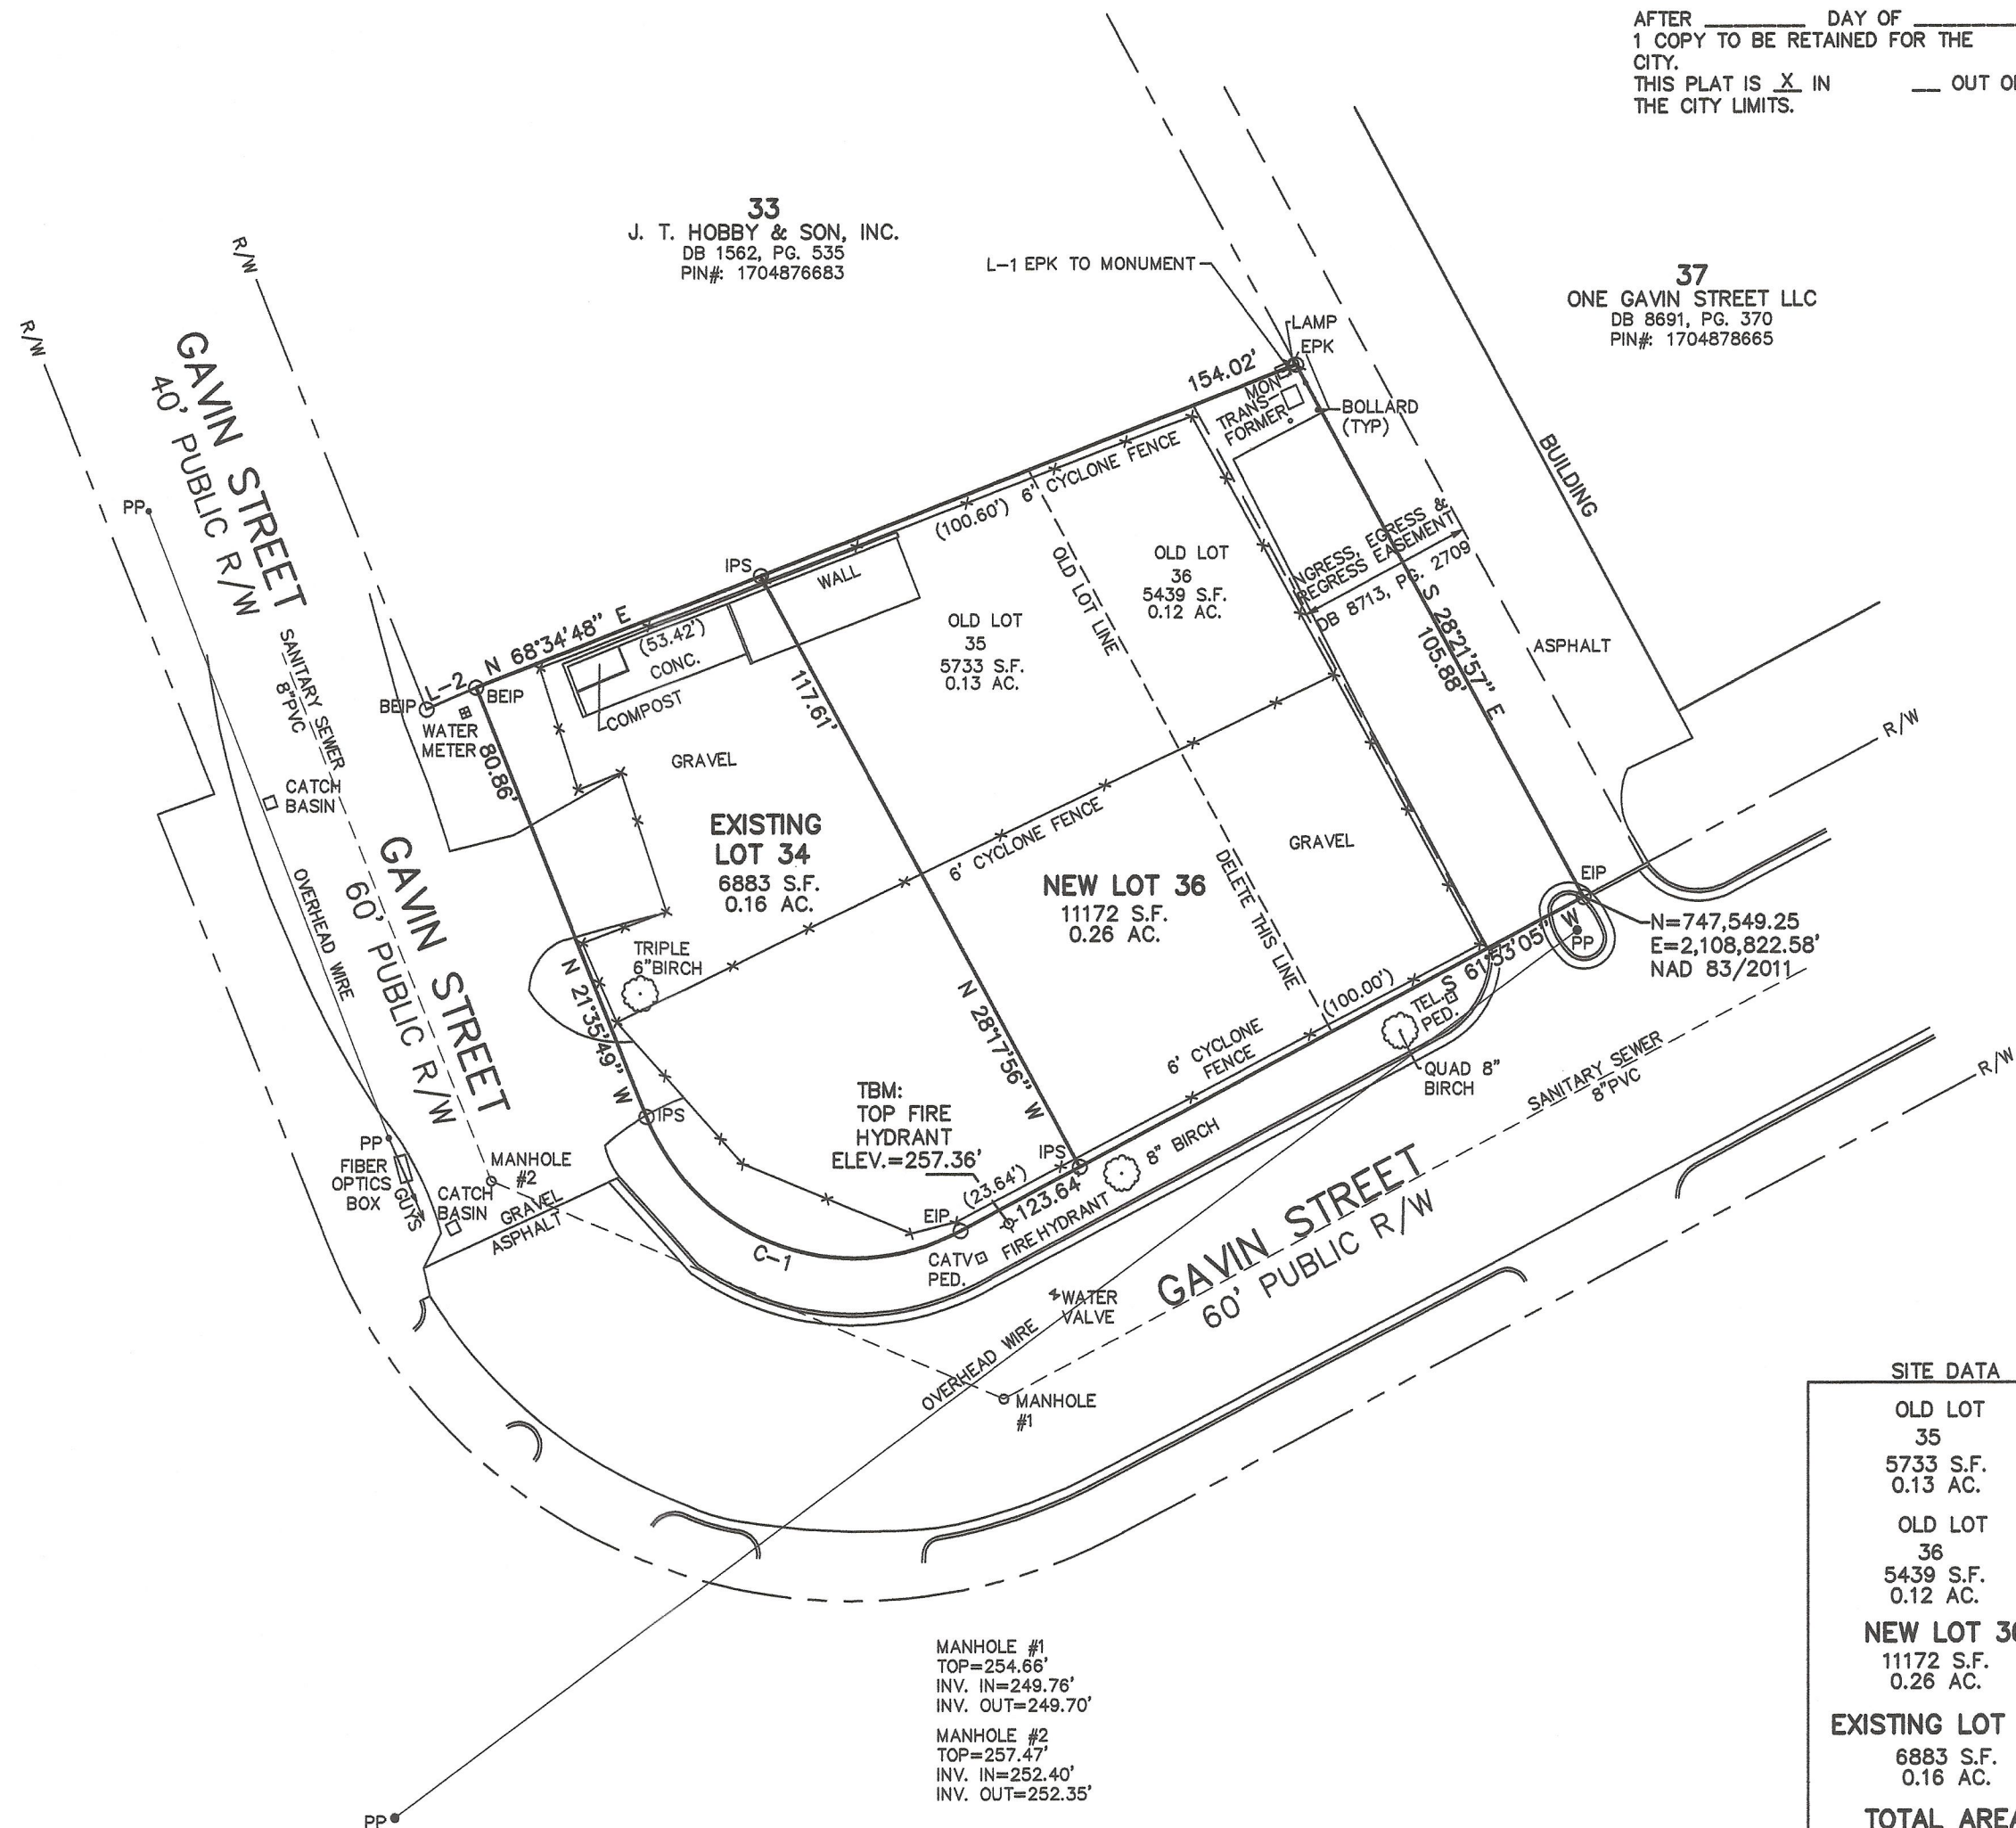 AFTER ________ DAY OF ________
1 COPY TO BE RETAINED FOR THE
CITY.
THIS PLAT IS X IN __ OUT OF
THE CITY LIMITS.
33
J. T. HOBBY & SON, INC.
DB 1562, PG. 535
PIN#: 1704876683
L-1 EPK TO MONUMENT
37
ONE GAVIN STREET LLC
DB 8691, PG. 370
PIN#: 1704878665
R/W
R/W
GAVIN STREET
40' PUBLIC R/W
LAMP
EPK
154.02'
MON
TRANS-
FORMER
BOLLARD
(TYP)
BUILDING
6' CYCLONE FENCE
(100.60')
PP
IPS
WALL
OLD LOT LINE
OLD LOT
36
5439 S.F.
0.12 AC.
NGRESS, EGRESS &
REGRESS EASEMENT
DB 8713, PG. 2709
S 28°21'57" E
105.88'
ASPHALT
OLD LOT
35
5733 S.F.
0.13 AC.
N 68°34'48" E
(53.42')
CONC.
COMPOST
117.61'
L-2
BEIP
BEIP
WATER
METER
80.86'
SANITARY SEWER
8"PVC
CATCH
BASIN
GRAVEL
R/W
EXISTING
LOT 34
6883 S.F.
0.16 AC.
6' CYCLONE FENCE
GRAVEL
DELETE THIS LINE
NEW LOT 36
11172 S.F.
0.26 AC.
EIP
N=747,549.25
E=2,108,822.58'
NAD 83/2011
PP
GAVIN STREET
60' PUBLIC R/W
OVERHEAD WIRE
TRIPLE
6"BIRCH
N 21°35'49" W
N 28°17'56" W
S 61°53'05" W
(100.00')
TEL.
PED.
6' CYCLONE
FENCE
QUAD 8"
BIRCH
SANITARY SEWER
8"PVC
R/W
IPS
TBM:
TOP FIRE
HYDRANT
ELEV.=257.36'
IPS
8" BIRCH
PP
FIBER
OPTICS
BOX
GUYS
MANHOLE
#2
CATCH
BASIN
GRAVEL
ASPHALT
EIP
(23.64')
123.64'
FIRE HYDRANT
C-1
CATV
PED.
WATER
VALVE
GAVIN STREET
60' PUBLIC R/W
OVERHEAD WIRE
MANHOLE
#1
SITE DATA
OLD LOT
35
5733 S.F.
0.13 AC.
OLD LOT
36
5439 S.F.
0.12 AC.
NEW LOT 36
11172 S.F.
0.26 AC.
EXISTING LOT
6883 S.F.
0.16 AC.
TOTAL AREA
MANHOLE #1
TOP=254.66'
INV. IN=249.76'
INV. OUT=249.70'
MANHOLE #2
TOP=257.47'
INV. IN=252.40'
INV. OUT=252.35'
PP